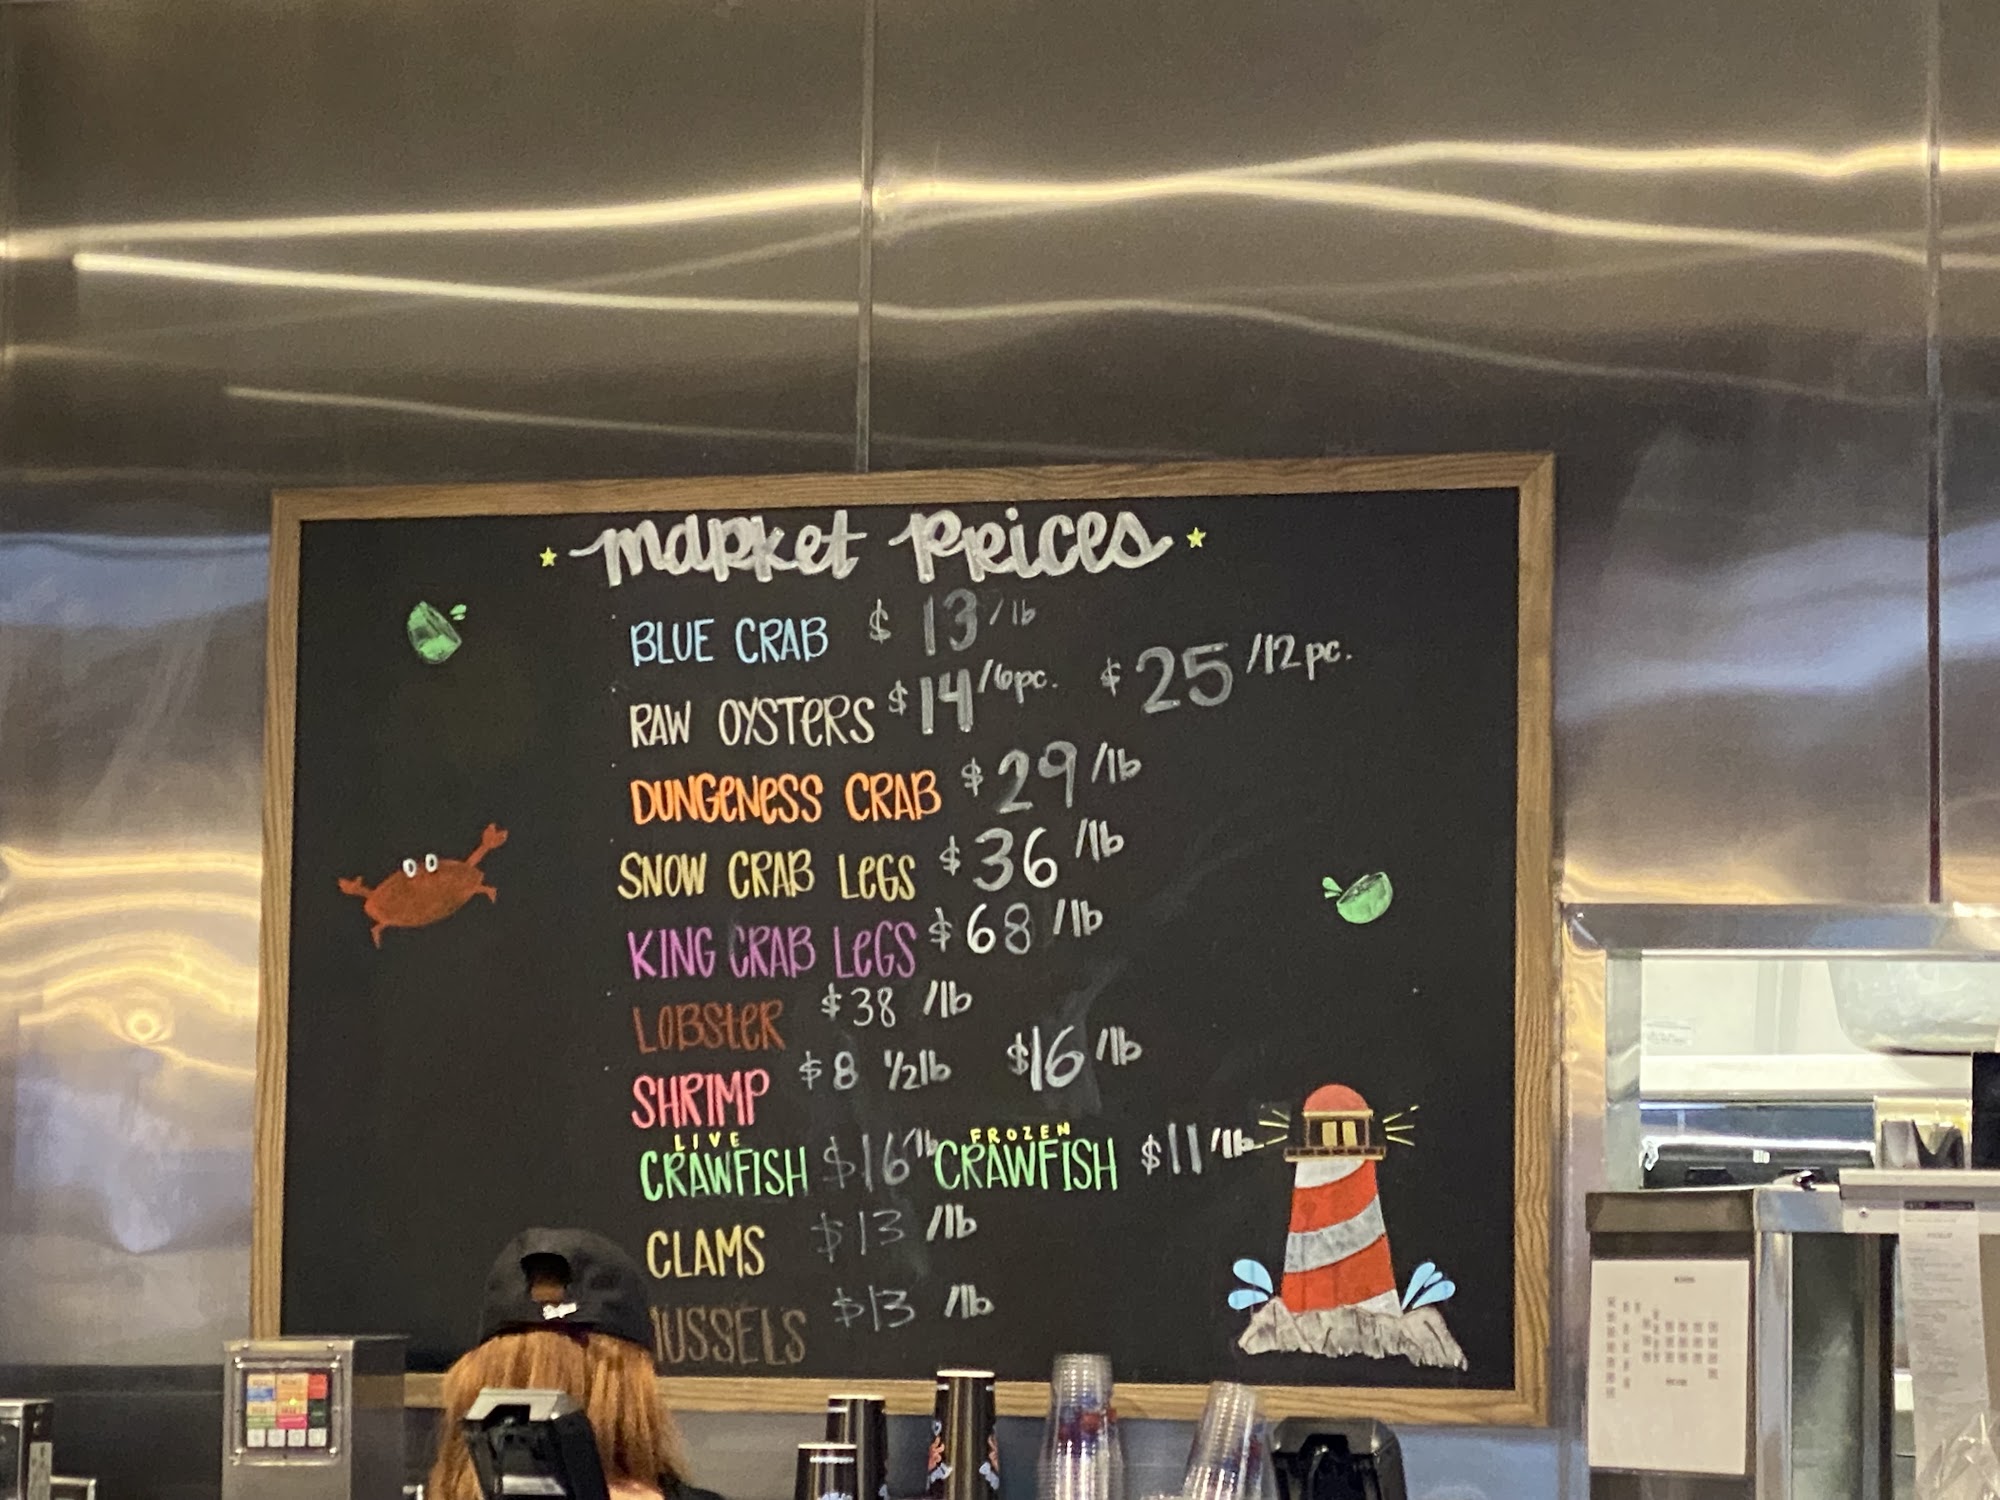 market Prices
BLUE CRAB $13/lb
RAW OYSTERS $14/6pc. $25/12pc.
DUNGENESS CRAB $29/lb
SNOW CRAB LEGS $36/lb
KING CRAB LEGS $68/lb
LOBSTER $38/lb
SHRIMP $8 1/2lb $16/lb
LIVE FROZEN
CRAWFISH $16/lb CRAWFISH $11/lb
CLAMS $13/lb
USSELS $13/lb